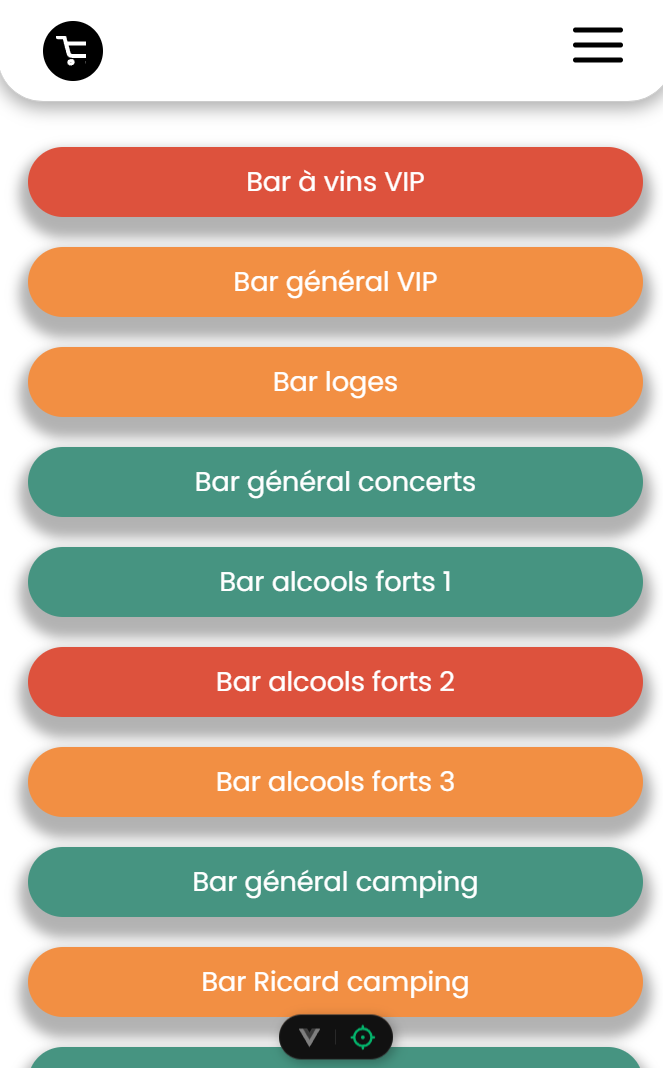 Bar à vins VIP
Bar général VIP
Bar loges
Bar général concerts
Bar alcools forts 1
Bar alcools forts 2
Bar alcools forts 3
Bar général camping
Bar Ricard camping